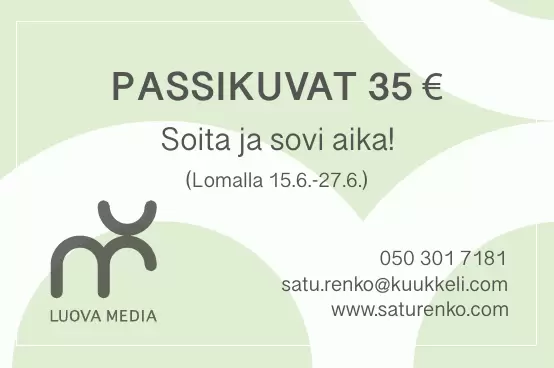 PASSIKUVAT 35 €
Soita ja sovi aika!
(Lomalla 15.6.-27.6.)
050 301 7181
satu.renko@kuukkeli.com
www.saturenko.com
LUOVA MEDIA